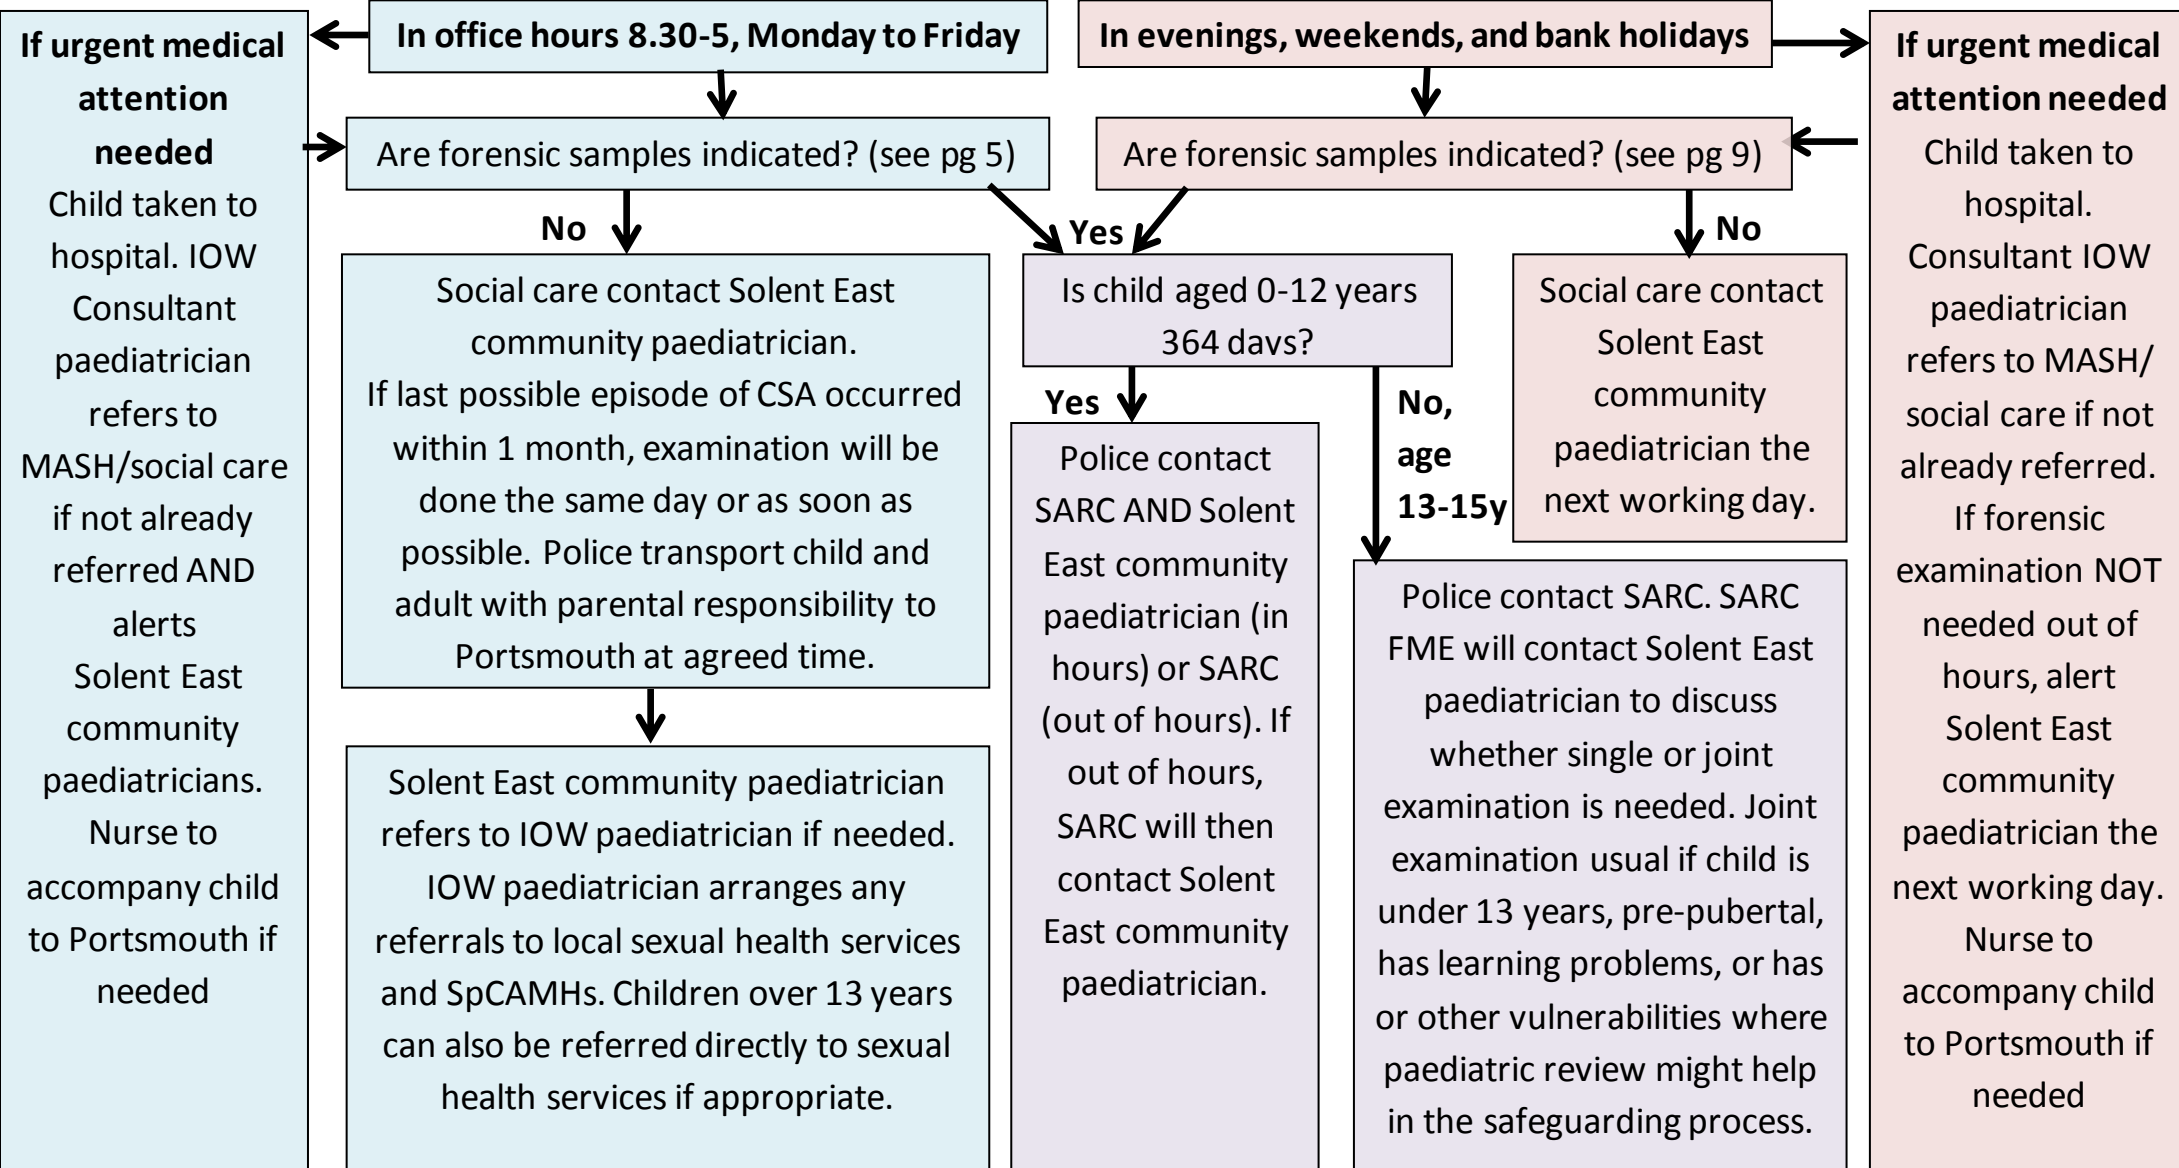 In office hours 8.30-5, Monday to Friday
In evenings, weekends, and bank holidays
If urgent medical
attention
needed
Child taken to
hospital. IOW
Consultant
paediatrician
refers to
MASH/social care
if not already
referred AND
alerts
Solent East
community
paediatricians.
Nurse to
accompany child
to Portsmouth if
needed
Are forensic samples indicated? (see pg 5)
Are forensic samples indicated? (see pg 9)
No
Yes
No
Social care contact Solent East
community paediatrician.
If last possible episode of CSA occurred
within 1 month, examination will be
done the same day or as soon as
possible. Police transport child and
adult with parental responsibility to
Portsmouth at agreed time.
Solent East community paediatrician
refers to IOW paediatrician if needed.
IOW paediatrician arranges any
referrals to local sexual health services
and SpCAMHs. Children over 13 years
can also be referred directly to sexual
health services if appropriate.
Is child aged 0-12 years
364 days?
Yes
No,
age
13-15y
Police contact
SARC AND Solent
East community
paediatrician (in
hours) or SARC
(out of hours). If
out of hours,
SARC will then
contact Solent
East community
paediatrician.
Social care contact
Solent East
community
paediatrician the
next working day.
Police contact SARC. SARC
FME will contact Solent East
paediatrician to discuss
whether single or joint
examination is needed. Joint
examination usual if child is
under 13 years, pre-pubertal,
has learning problems, or has
or other vulnerabilities where
paediatric review might help
in the safeguarding process.
If urgent medical
attention needed
Child taken to
hospital.
Consultant IOW
paediatrician
refers to MASH/
social care if not
already referred.
If forensic
examination NOT
needed out of
hours, alert
Solent East
community
paediatrician the
next working day.
Nurse to
accompany child
to Portsmouth if
needed